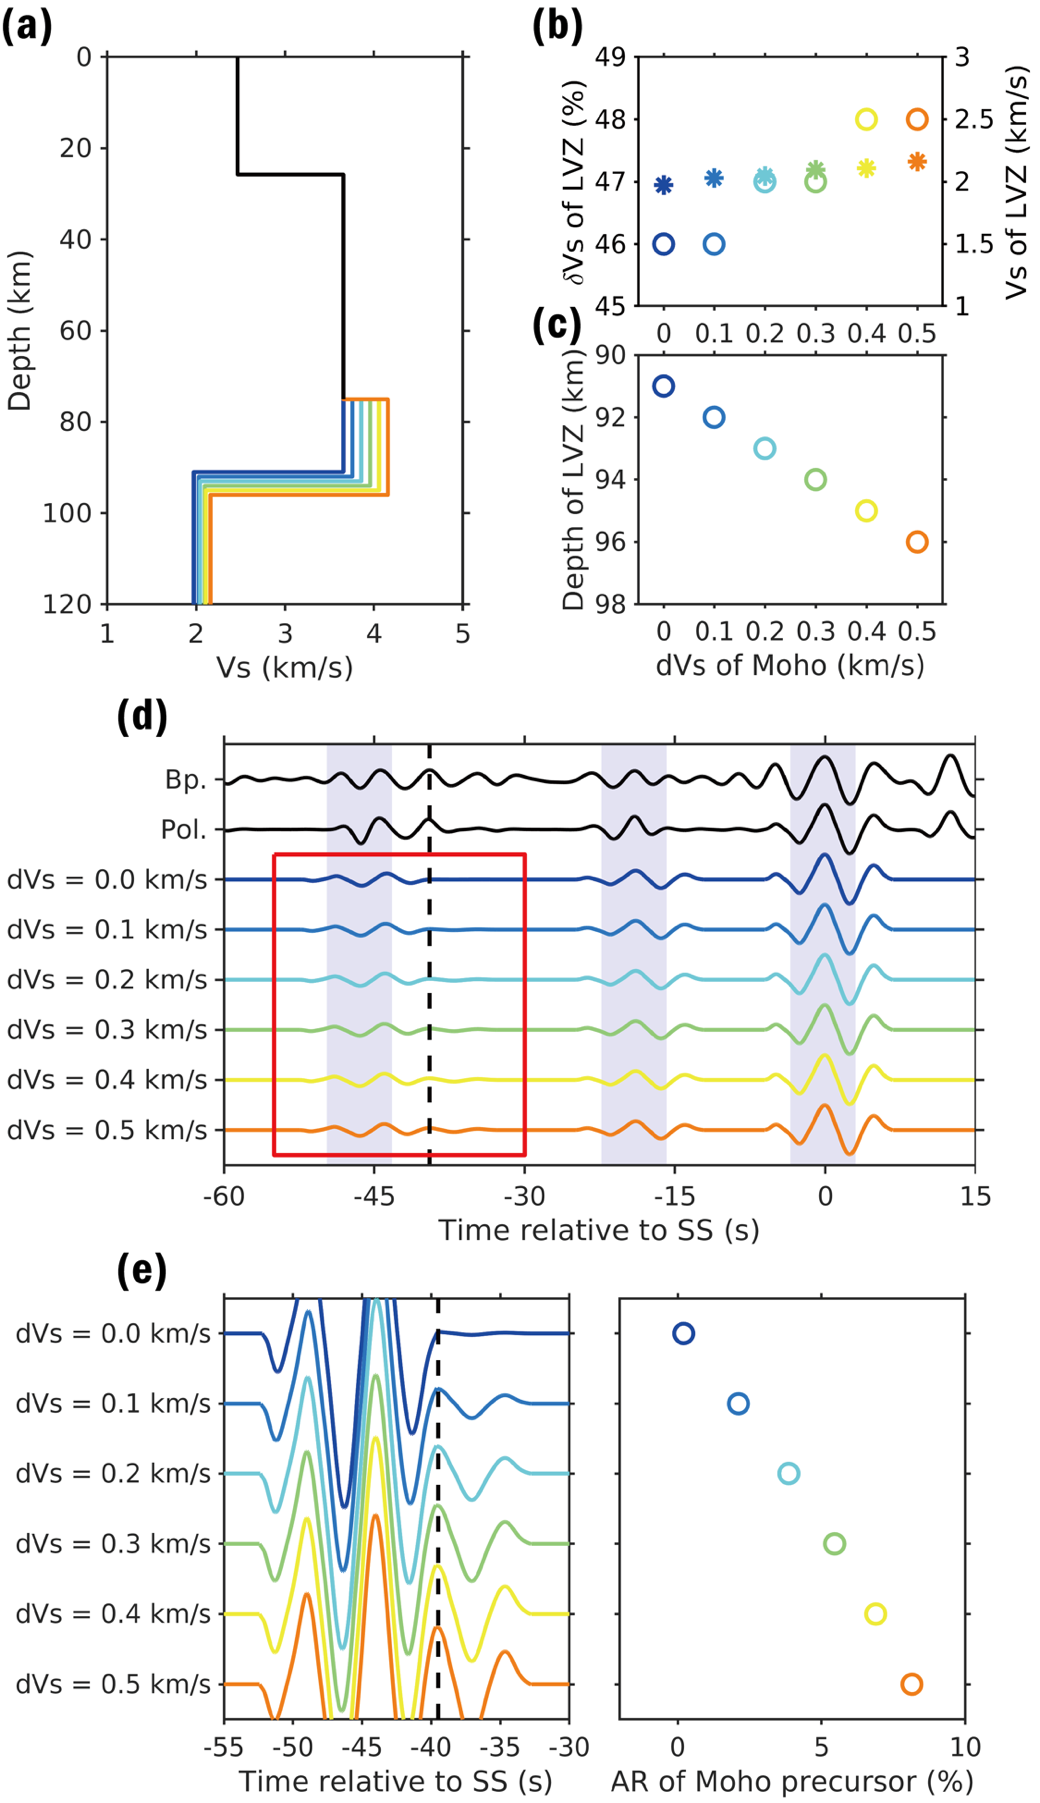 (a)
0
20
40
60
80
100
120
Depth (km)
1 2 3 4 5
Vs (km/s)
(b)
49
48
47
46
45
δVs of LVZ (%)
3
2.5
2
1.5
1
Vs of LVZ (km/s)
0 0.1 0.2 0.3 0.4 0.5
(c)
90
92
94
96
98
Depth of LVZ (km)
0 0.1 0.2 0.3 0.4 0.5
dVs of Moho (km/s)
(d)
Bp.
Pol.
dVs = 0.0 km/s
dVs = 0.1 km/s
dVs = 0.2 km/s
dVs = 0.3 km/s
dVs = 0.4 km/s
dVs = 0.5 km/s
-60 -45 -30 -15 0 15
Time relative to SS (s)
(e)
dVs = 0.0 km/s
dVs = 0.1 km/s
dVs = 0.2 km/s
dVs = 0.3 km/s
dVs = 0.4 km/s
dVs = 0.5 km/s
-55 -50 -45 -40 -35 -30
Time relative to SS (s)
0 5 10
AR of Moho precursor (%)